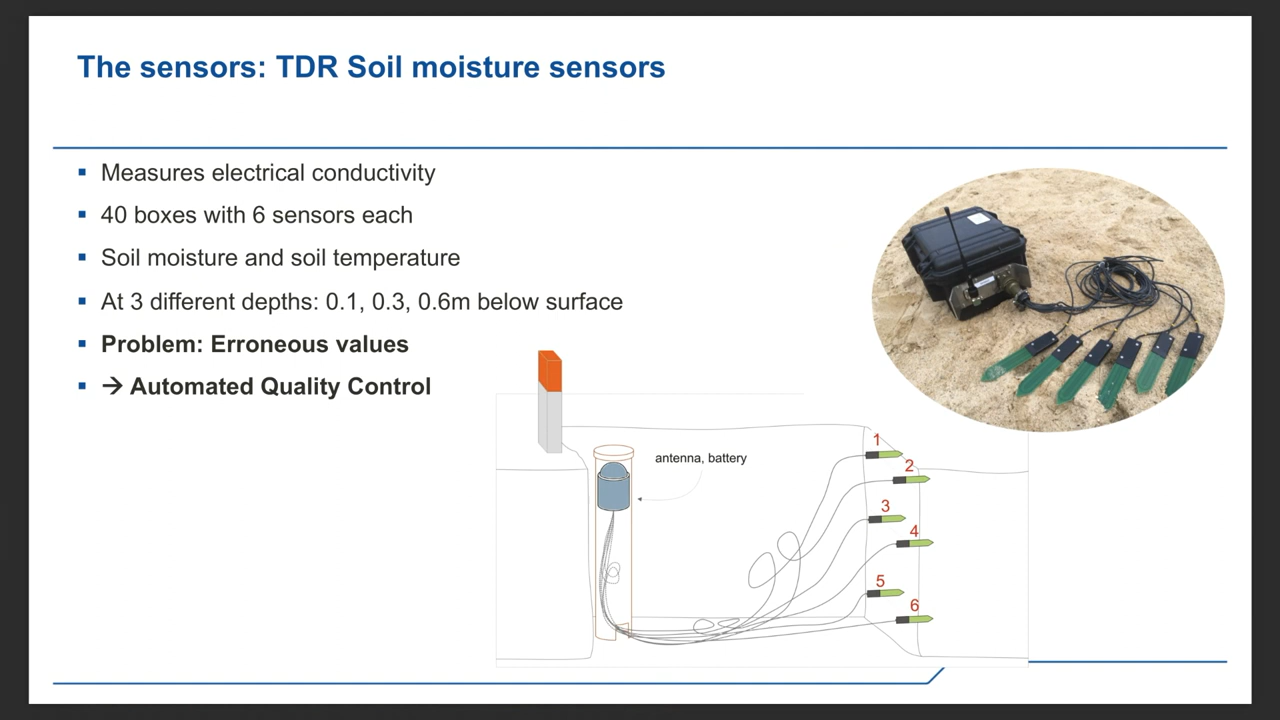 The sensors: TDR Soil moisture sensors
▪ Measures electrical conductivity
▪ 40 boxes with 6 sensors each
▪ Soil moisture and soil temperature
▪ At 3 different depths: 0.1, 0.3, 0.6m below surface
▪ Problem: Erroneous values
▪ → Automated Quality Control
antenna, battery
1
2
3
4
5
6